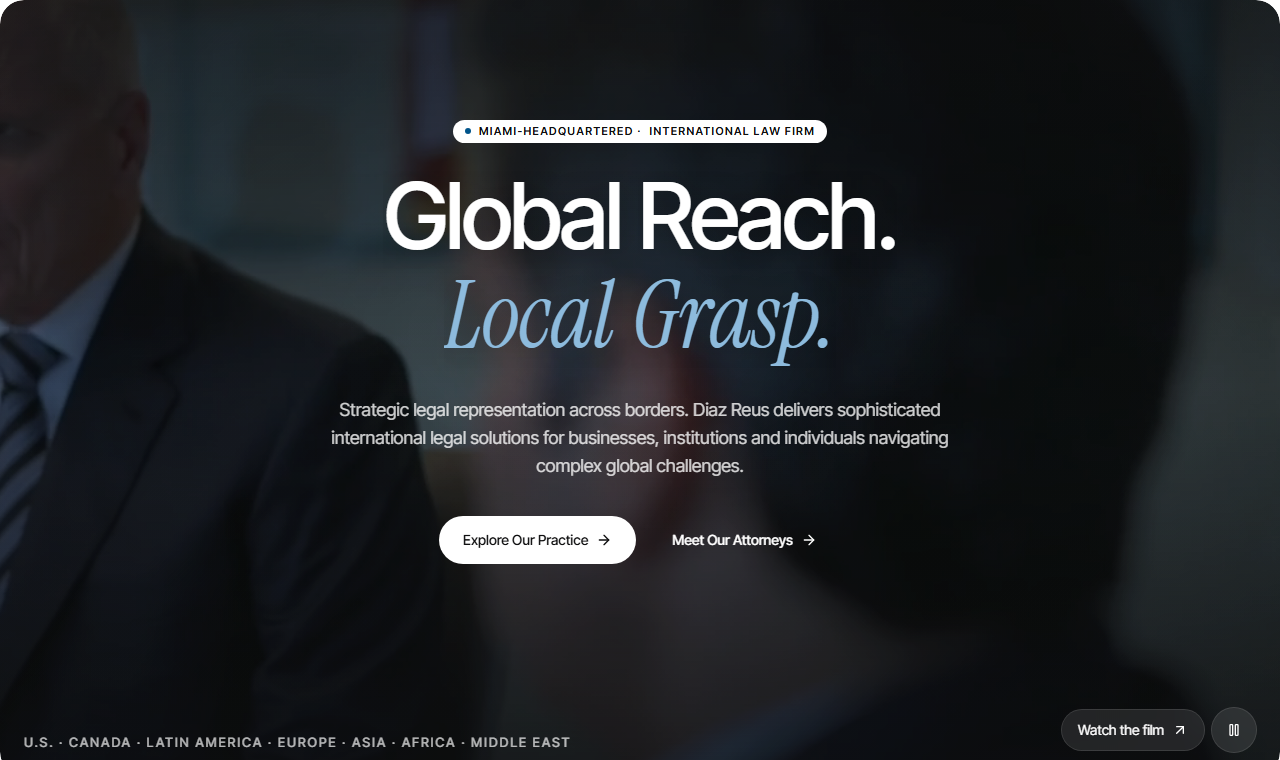 MIAMI-HEADQUARTERED · INTERNATIONAL LAW FIRM
Global Reach.
Local Grasp.
Strategic legal representation across borders. Diaz Reus delivers sophisticated
international legal solutions for businesses, institutions and individuals navigating
complex global challenges.
Explore Our Practice →
Meet Our Attorneys →
U.S. · CANADA · LATIN AMERICA · EUROPE · ASIA · AFRICA · MIDDLE EAST
Watch the film ↗